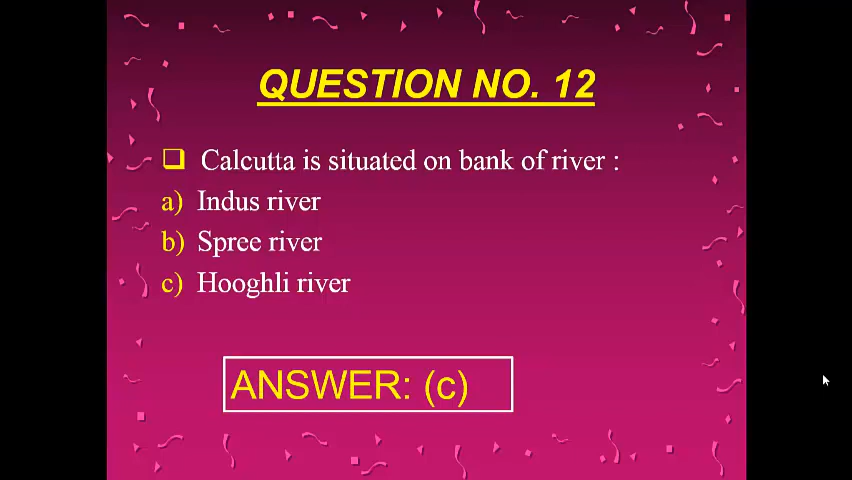 QUESTION NO. 12
Calcutta is situated on bank of river :
a) Indus river
b) Spree river
c) Hooghli river
ANSWER: (c)